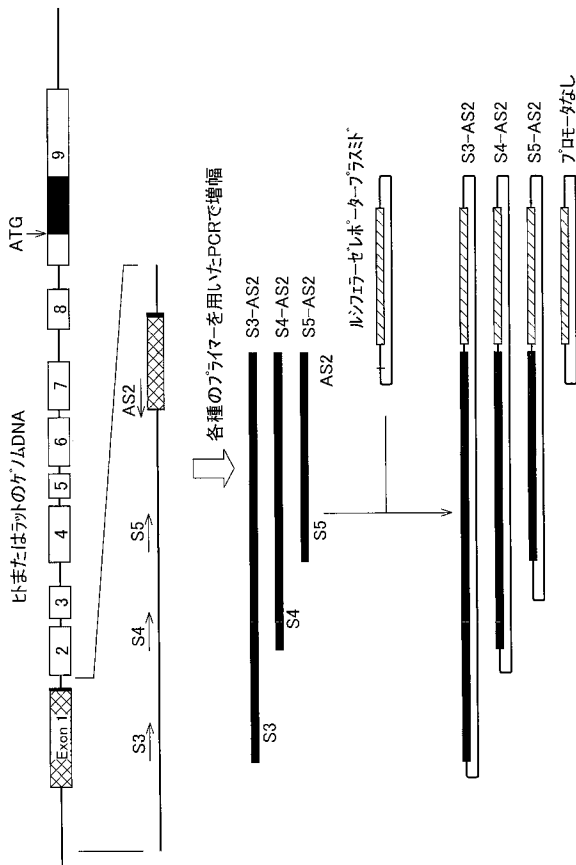 ヒトまたはラットのゲノムDNA
ATG
Exon 1
2
3
4
5
6
7
8
9
S3
S4
S5
AS2
各種のプライマーを用いたPCRで増幅
S3-AS2
S4-AS2
S5-AS2
S3
S4
S5
AS2
ルシフェラーゼレポータープラスミド
S3-AS2
S4-AS2
S5-AS2
プロモータなし